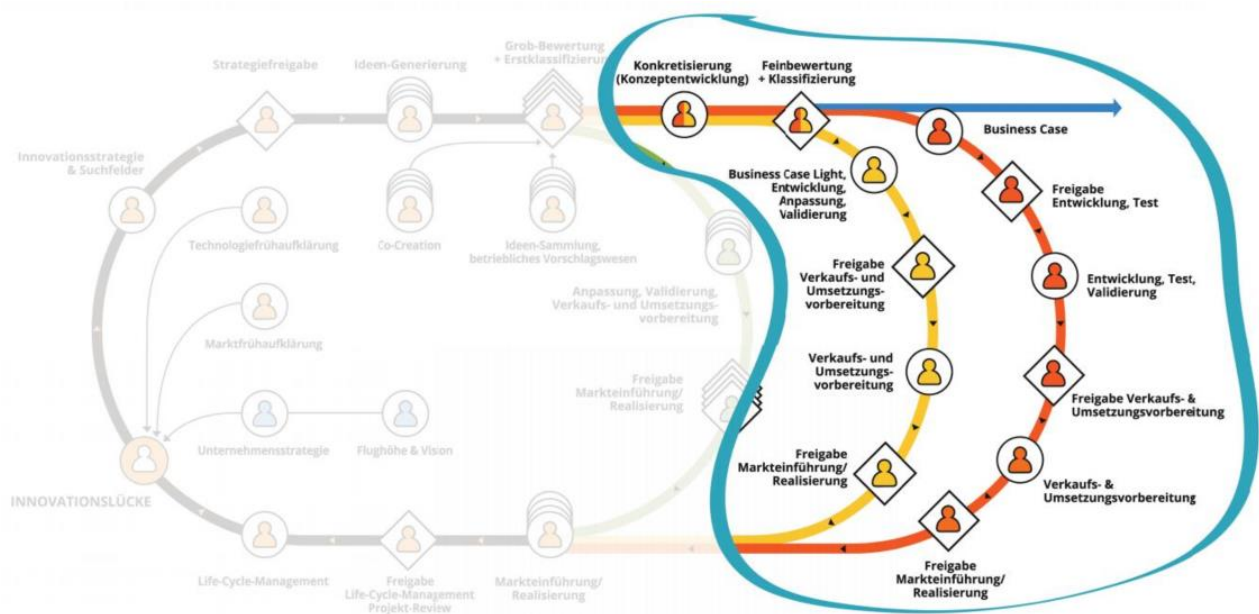 Grob-Bewertung
+ Erstklassifizierung
Strategiefreigabe
Ideen-Generierung
Konkretisierung
(Konzeptentwicklung)
Feinbewertung
+ Klassifizierung
Business Case
Innovationsstrategie
& Suchfelder
Business Case Light,
Entwicklung,
Anpassung,
Validierung
Freigabe
Entwicklung, Test
Technologiefrühaufklärung
Co-Creation
Ideen-Sammlung,
betriebliches Vorschlagswesen
Anpassung, Validierung,
Verkaufs- und Umsetzungs-
vorbereitung
Freigabe
Verkaufs- und
Umsetzungs-
vorbereitung
Entwicklung, Test,
Validierung
Marktfrühaufklärung
Verkaufs- und
Umsetzungs-
vorbereitung
Freigabe
Markteinführung/
Realisierung
Freigabe Verkaufs- &
Umsetzungsvorbereitung
Unternehmensstrategie
Flughöhe & Vision
Freigabe
Markteinführung/
Realisierung
Verkaufs- &
Umsetzungsvorbereitung
INNOVATIONSLÜCKE
Life-Cycle-Management
Freigabe
Life-Cycle-Management
Projekt-Review
Markteinführung/
Realisierung
Freigabe
Markteinführung/
Realisierung